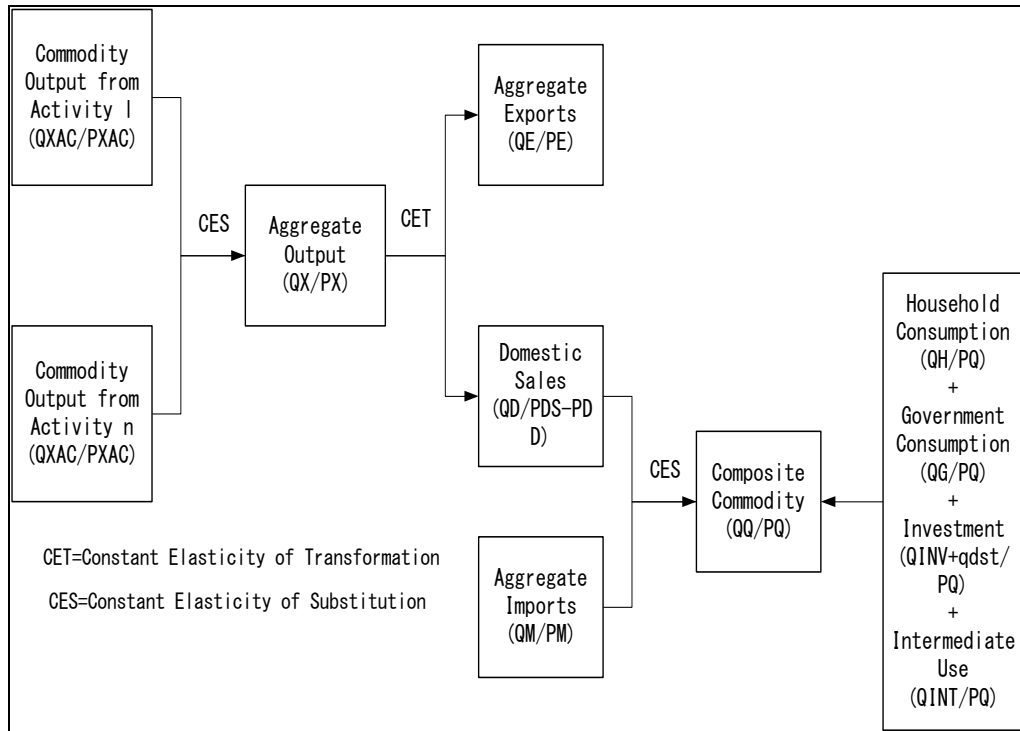 Commodity
Output from
Activity l
(QXAC/PXAC)
Commodity
Output from
Activity n
(QXAC/PXAC)
CES
Aggregate
Output
(QX/PX)
CET
Aggregate
Exports
(QE/PE)
Domestic
Sales
(QD/PDS-PD
D)
Aggregate
Imports
(QM/PM)
CES
Composite
Commodity
(QQ/PQ)
Household
Consumption
(QH/PQ)
+
Government
Consumption
(QG/PQ)
+
Investment
(QINV+qdst/
PQ)
+
Intermediate
Use
(QINT/PQ)
CET=Constant Elasticity of Transformation
CES=Constant Elasticity of Substitution